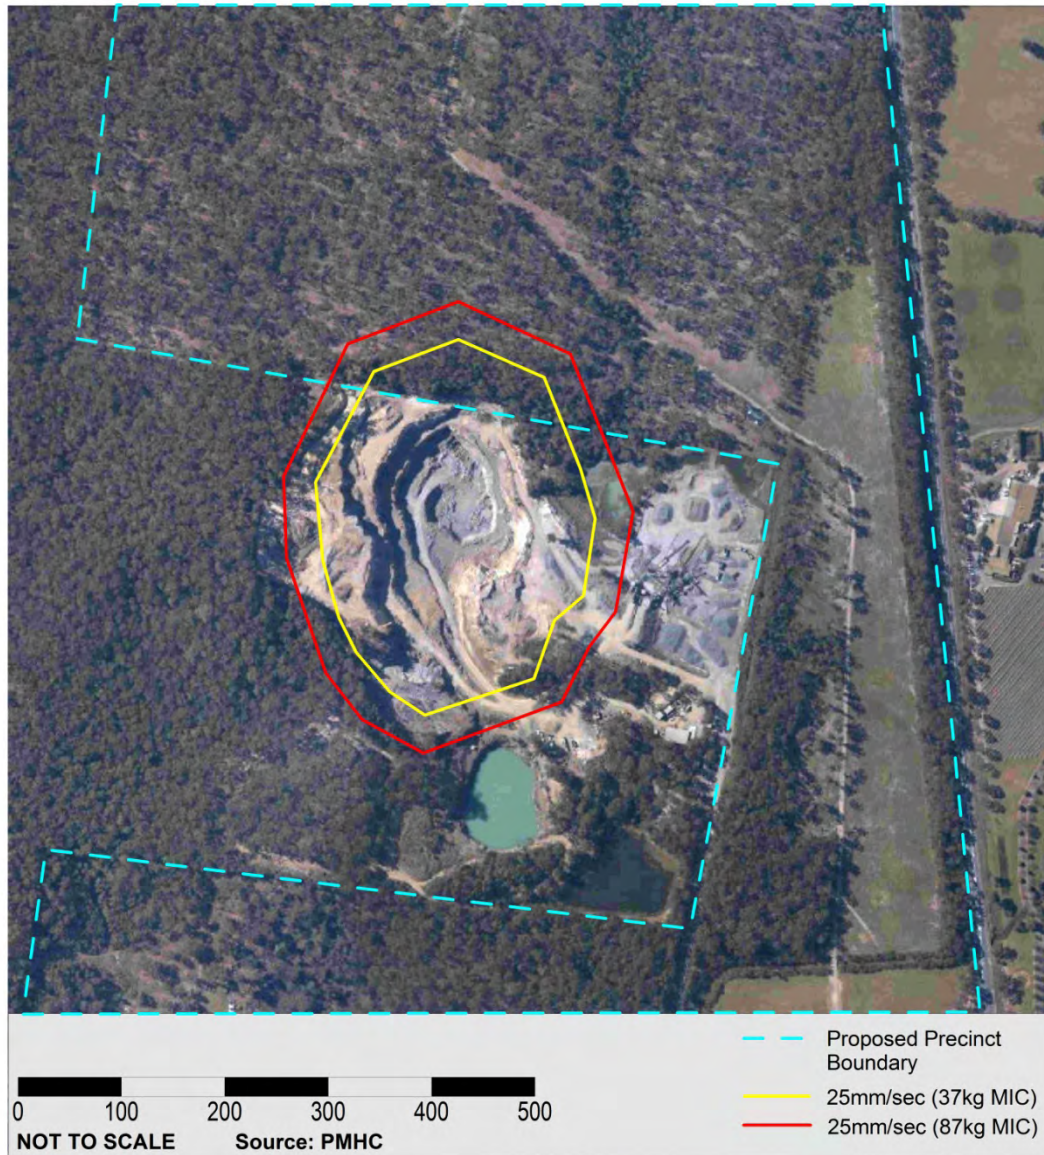 Proposed Precinct
Boundary
25mm/sec (37kg MIC)
25mm/sec (87kg MIC)
0 100 200 300 400 500
NOT TO SCALE Source: PMHC